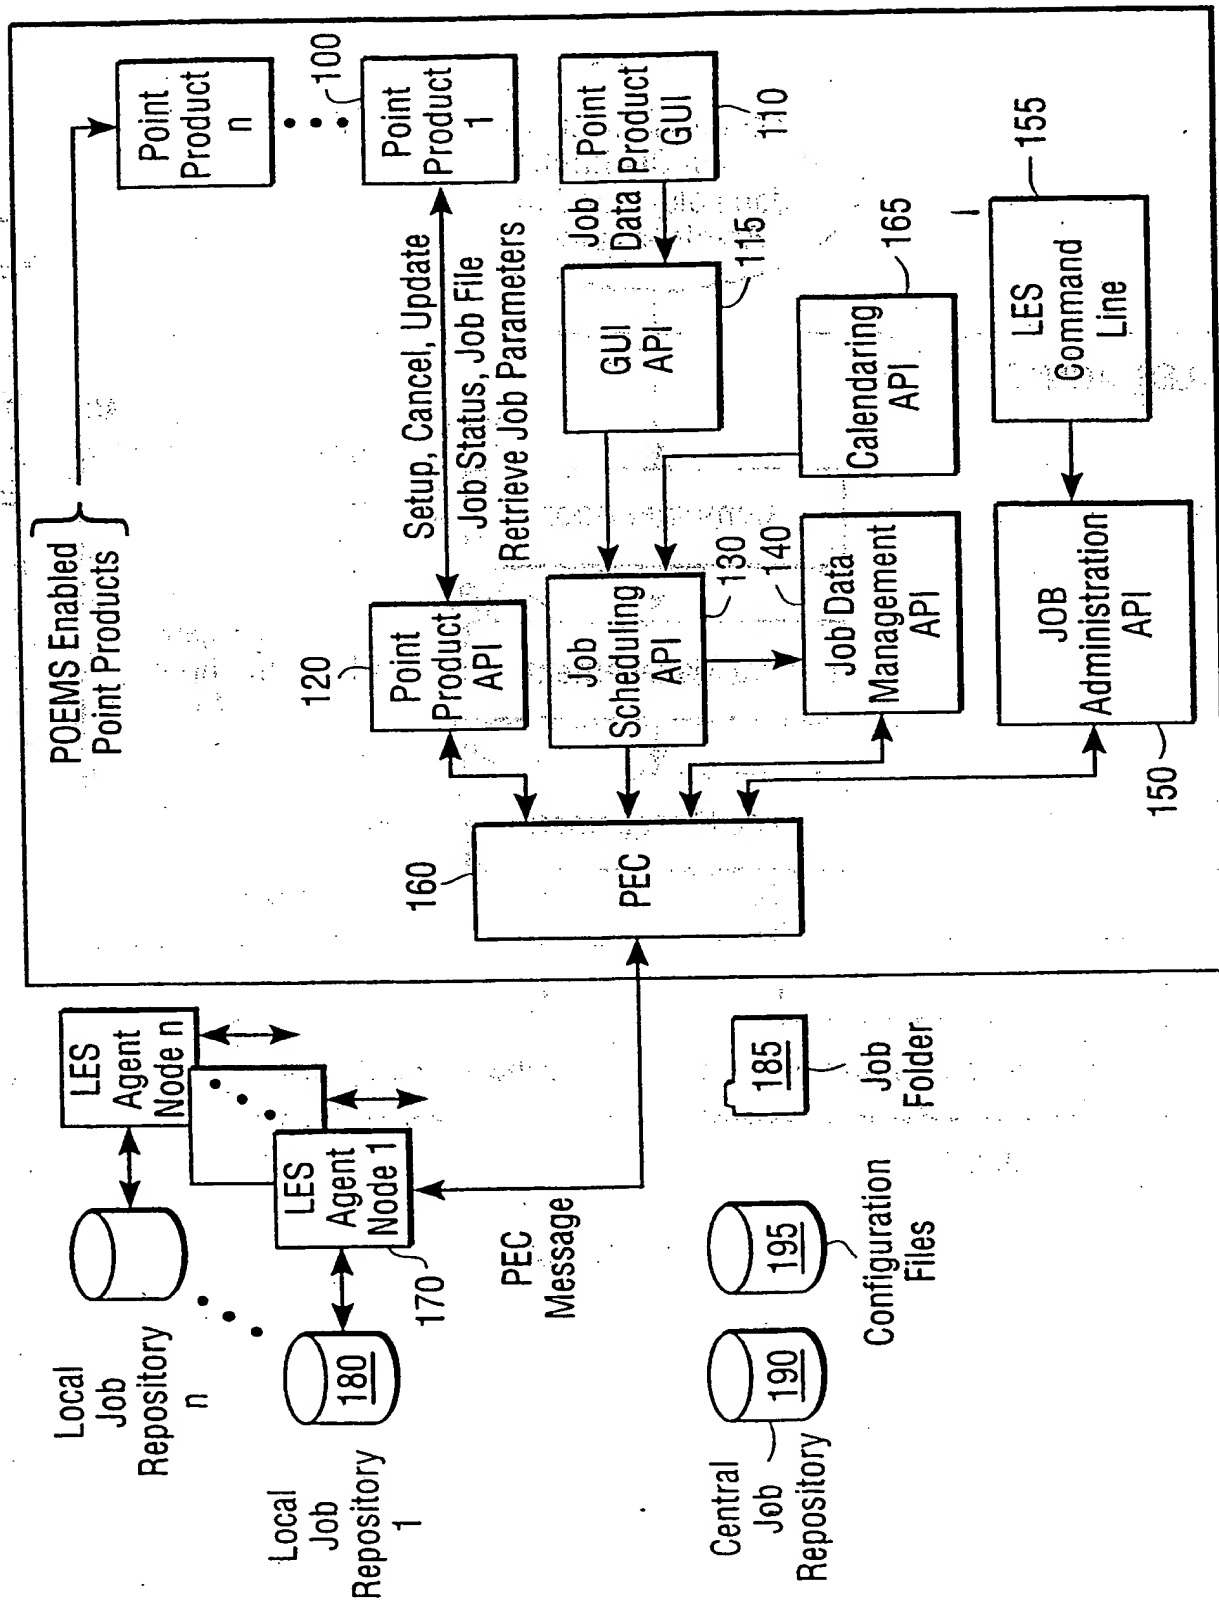 POEMS Enabled
Point Products
Point
Product
n
100
Point
Product
1
Setup, Cancel, Update
Job Status, Job File
Retrieve Job Parameters
120
Point
Product
API
Point
Product
GUI
110
Job
Data
GUI
API
115
Job
Scheduling
API
130
Calendaring
API
165
140
Job Data
Management
API
LES
Command
Line
155
JOB
Administration
API
150
160
PEC
LES
Agent
Node n
LES
Agent
Node 1
170
PEC
Message
Local
Job
Repository
n
180
Local
Job
Repository
1
185
Job
Folder
195
Configuration
Files
190
Central
Job
Repository